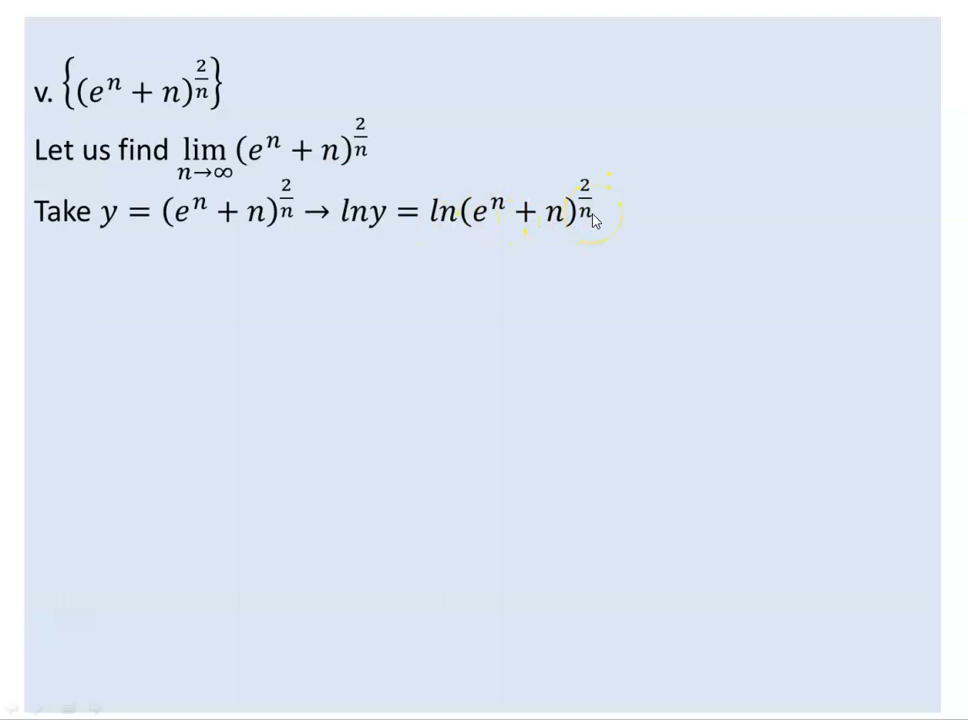 v. {(eⁿ + n)^(2/n)}
Let us find lim_(n→∞) (eⁿ + n)^(2/n)
Take y = (eⁿ + n)^(2/n) → lny = ln(eⁿ + n)^(2/n)